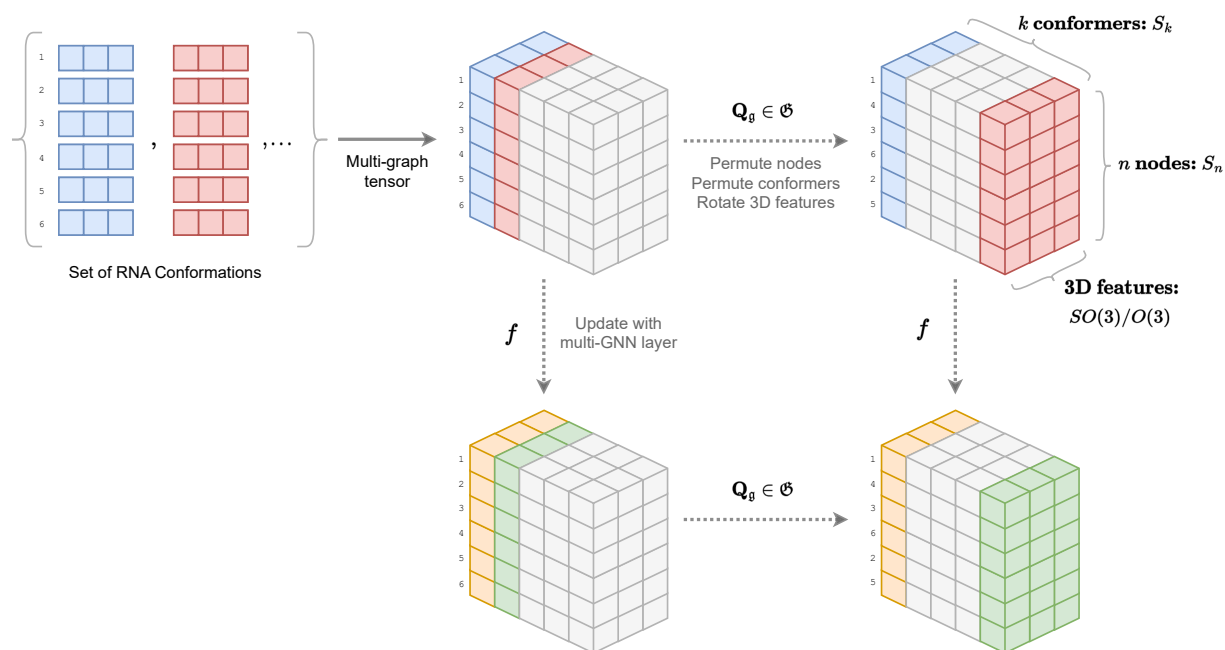 1
2
3
4
5
6
,
,...
Set of RNA Conformations
Multi-graph
tensor
1
2
3
4
5
6
Q𝔤 ∈ 𝔊
Permute nodes
Permute conformers
Rotate 3D features
k conformers: Sₖ
1
4
3
6
2
5
n nodes: Sₙ
3D features:
SO(3)/O(3)
f
Update with
multi-GNN layer
f
1
2
3
4
5
6
Q𝔤 ∈ 𝔊
1
4
3
6
2
5